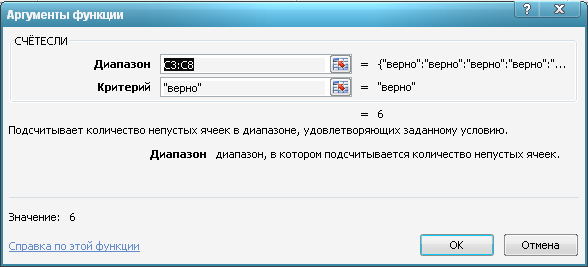 Аргументы функции
СЧЁТЕСЛИ
Диапазон C3:C8 = {"верно":"верно":"верно":"верно":"...
Критерий "верно" = "верно"
= 6
Подсчитывает количество непустых ячеек в диапазоне, удовлетворяющих заданному условию.
Диапазон диапазон, в котором подсчитывается количество непустых ячеек.
Значение: 6
Справка по этой функции
ОК
Отмена